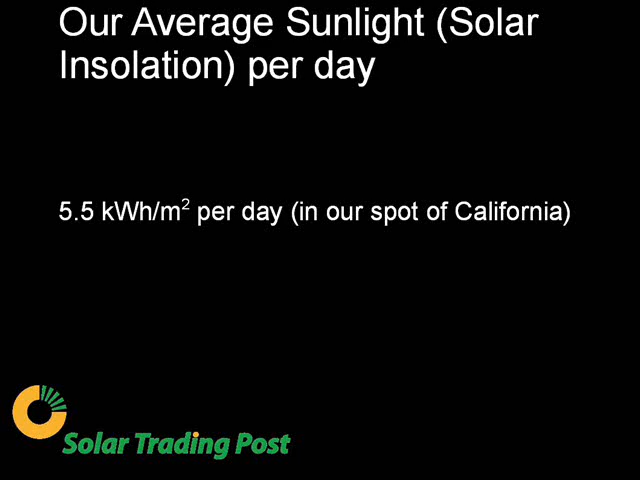 Our Average Sunlight (Solar
Insolation) per day
5.5 kWh/m² per day (in our spot of California)
Solar Trading Post